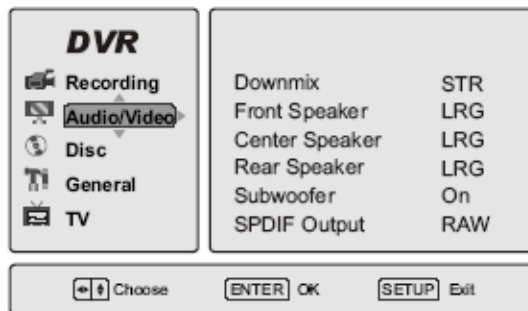 DVR
Recording
Audio/Video
Disc
General
TV
Downmix STR
Front Speaker LRG
Center Speaker LRG
Rear Speaker LRG
Subwoofer On
SPDIF Output RAW
Choose ENTER OK SETUP Exit